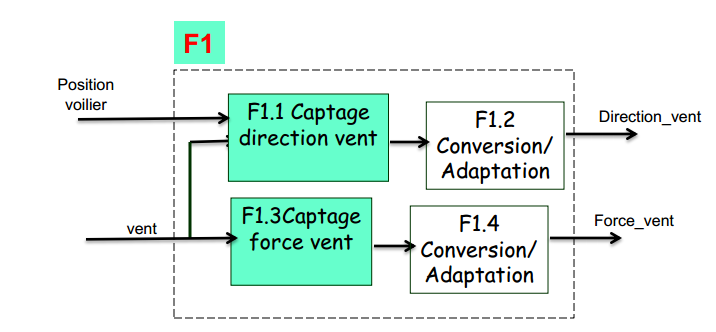 F1
Position
voilier
F1.1 Captage
direction vent
F1.2
Conversion/
Adaptation
Direction_vent
vent
F1.3Captage
force vent
F1.4
Conversion/
Adaptation
Force_vent